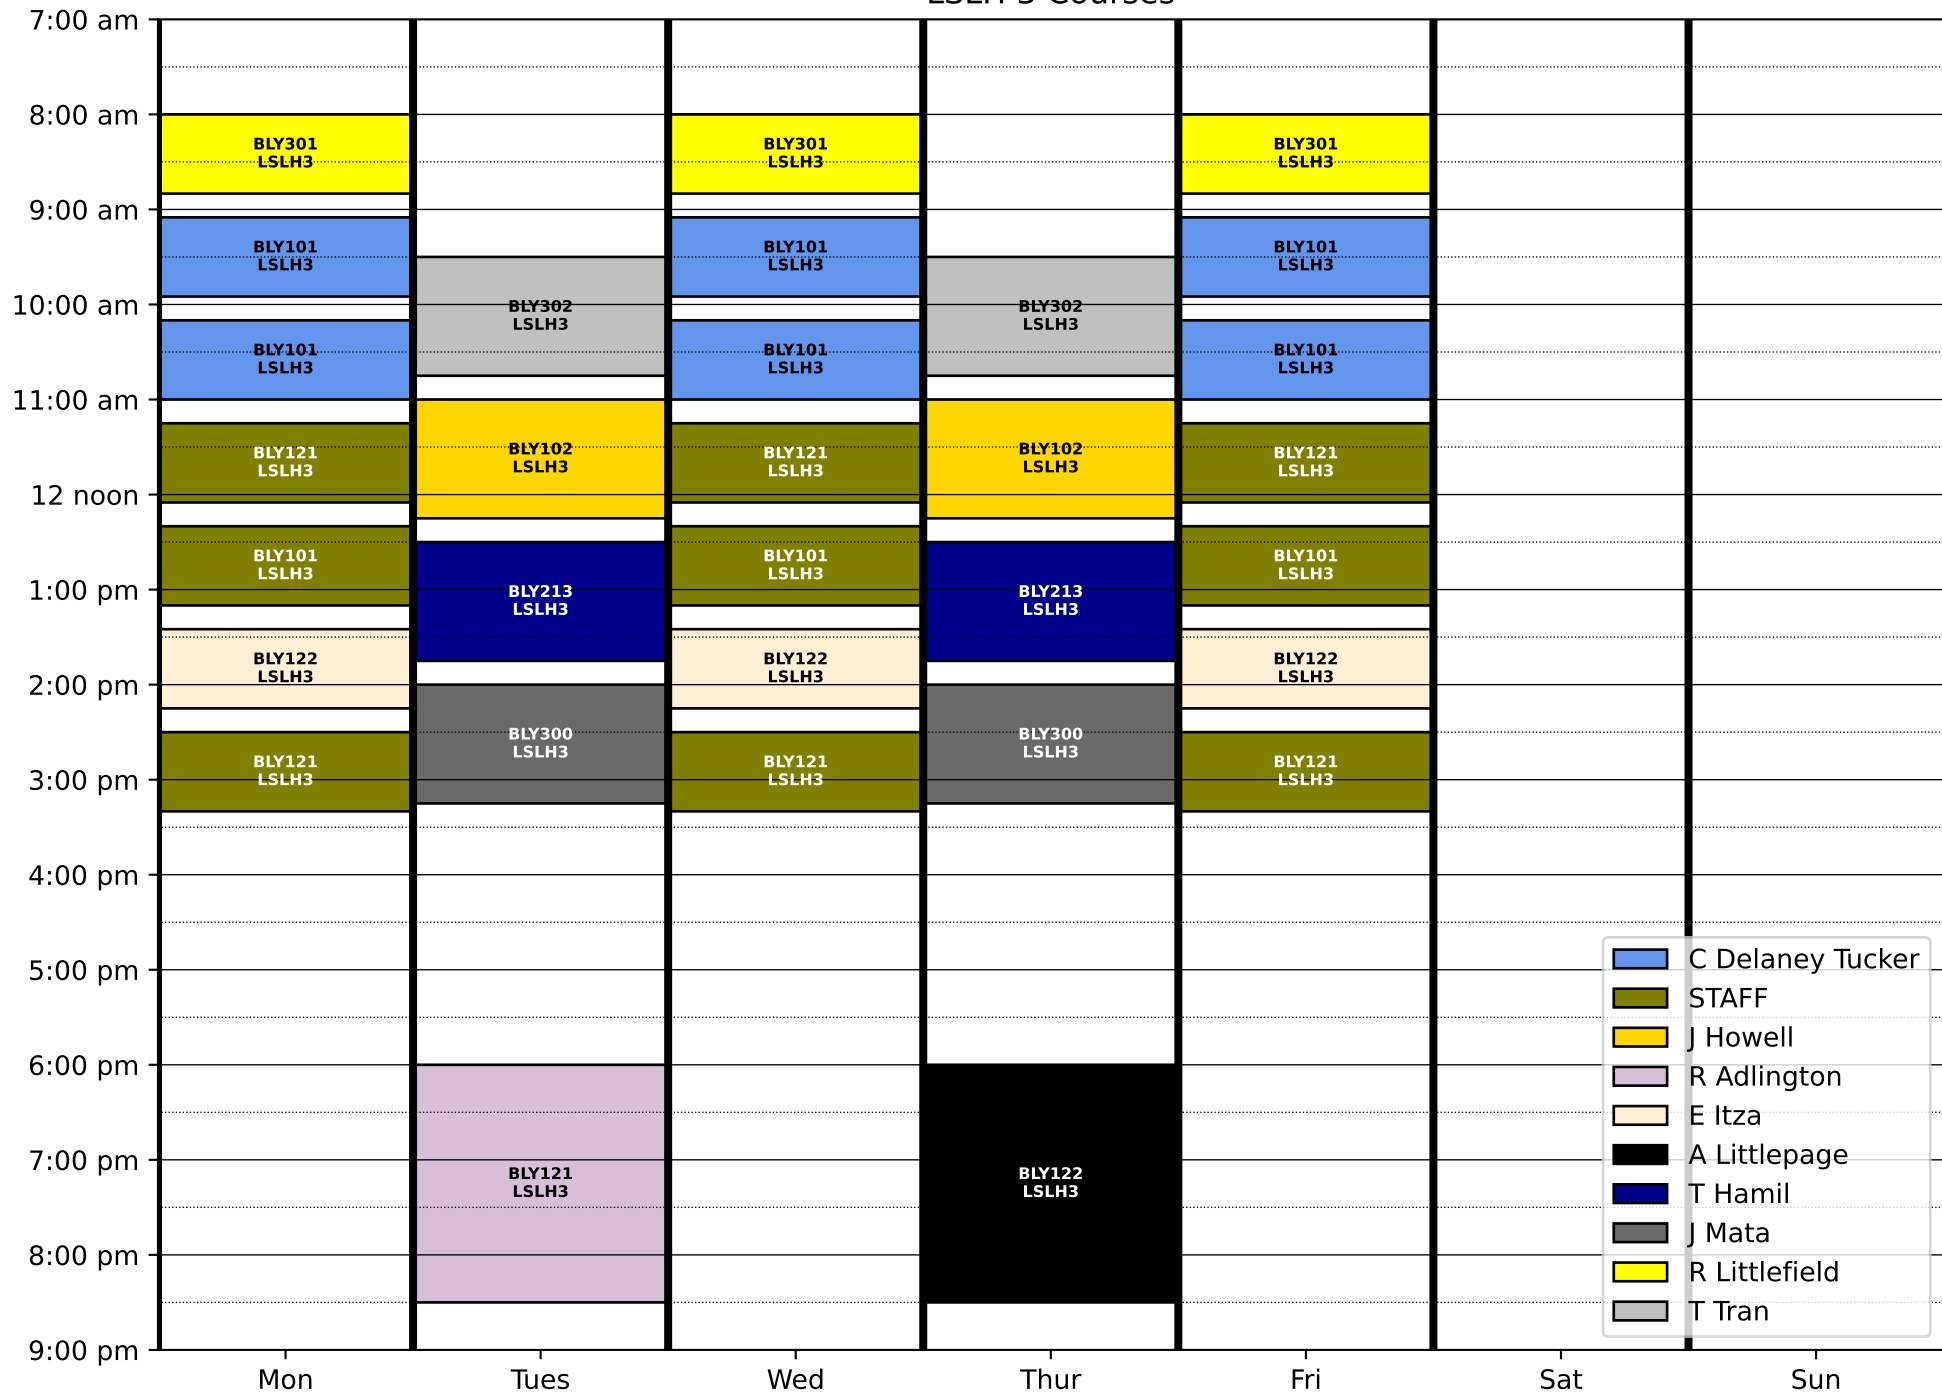 LSLH 3 Courses
7:00 am
8:00 am
9:00 am
10:00 am
11:00 am
12 noon
1:00 pm
2:00 pm
3:00 pm
4:00 pm
5:00 pm
6:00 pm
7:00 pm
8:00 pm
9:00 pm
BLY301
LSLH3
BLY101
LSLH3
BLY101
LSLH3
BLY121
LSLH3
BLY101
LSLH3
BLY122
LSLH3
BLY121
LSLH3
BLY302
LSLH3
BLY102
LSLH3
BLY213
LSLH3
BLY300
LSLH3
BLY121
LSLH3
BLY301
LSLH3
BLY101
LSLH3
BLY101
LSLH3
BLY121
LSLH3
BLY101
LSLH3
BLY122
LSLH3
BLY121
LSLH3
BLY302
LSLH3
BLY102
LSLH3
BLY213
LSLH3
BLY300
LSLH3
BLY122
LSLH3
BLY301
LSLH3
BLY101
LSLH3
BLY101
LSLH3
BLY121
LSLH3
BLY101
LSLH3
BLY122
LSLH3
BLY121
LSLH3
C Delaney Tucker
STAFF
J Howell
R Adlington
E Itza
A Littlepage
T Hamil
J Mata
R Littlefield
T Tran
Mon
Tues
Wed
Thur
Fri
Sat
Sun